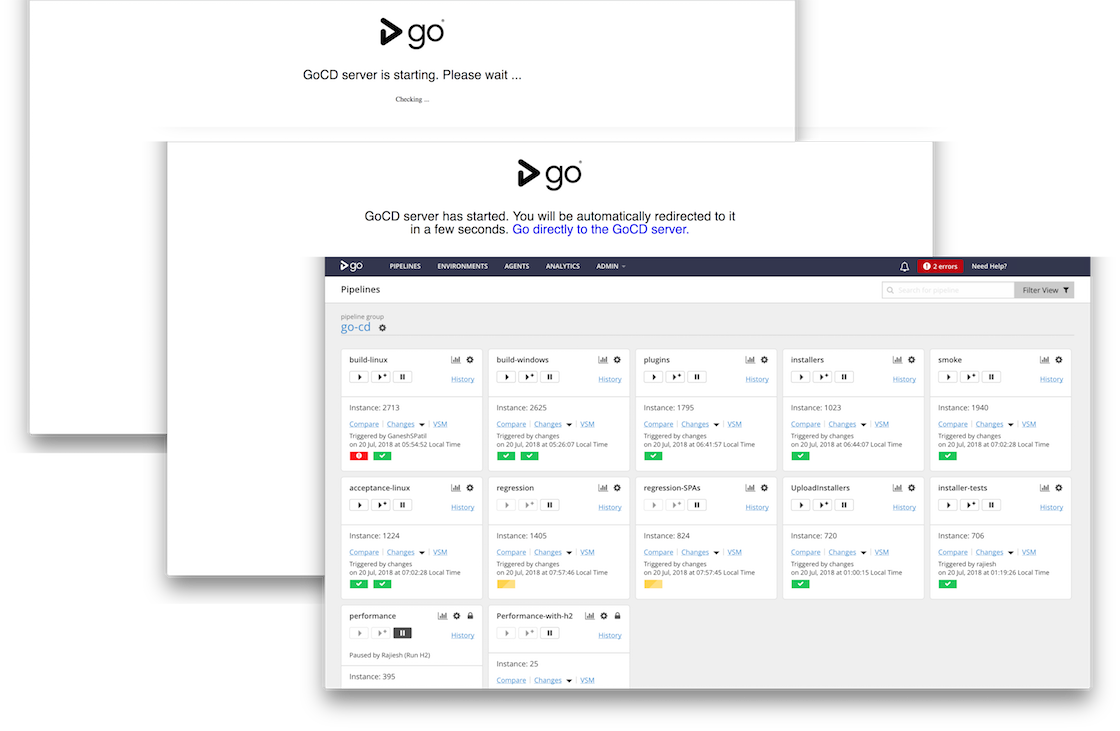 go
GoCD server is starting. Please wait ...
Checking ...
go
GoCD server has started. You will be automatically redirected to it
in a few seconds. Go directly to the GoCD server.
go PIPELINES ENVIRONMENTS AGENTS ANALYTICS ADMIN 2 errors Need Help?
Pipelines Search for pipeline Filter View
pipeline group
go-cd
build-linux build-windows plugins installers smoke
History History History History History
Instance: 2713 Instance: 2625 Instance: 1795 Instance: 1023 Instance: 1940
Compare Changes VSM Compare Changes VSM Compare Changes VSM Compare Changes VSM Compare Changes VSM
Triggered by GaneshSPatil Triggered by changes Triggered by changes Triggered by changes Triggered by changes
on 20 Jul, 2018 at 05:54:52 Local Time on 20 Jul, 2018 at 05:26:07 Local Time on 20 Jul, 2018 at 06:41:57 Local Time on 20 Jul, 2018 at 06:44:07 Local Time on 20 Jul, 2018 at 07:02:28 Local Time
acceptance-linux regression regression-SPAs UploadInstallers installer-tests
History History History History History
Instance: 1224 Instance: 1405 Instance: 824 Instance: 720 Instance: 706
Compare Changes VSM Compare Changes VSM Compare Changes VSM Compare Changes VSM Compare Changes VSM
Triggered by changes Triggered by changes Triggered by changes Triggered by changes Triggered by rajiesh
on 20 Jul, 2018 at 07:02:28 Local Time on 20 Jul, 2018 at 07:57:46 Local Time on 20 Jul, 2018 at 07:57:45 Local Time on 20 Jul, 2018 at 01:00:15 Local Time on 20 Jul, 2018 at 01:19:26 Local Time
performance Performance-with-h2
History History
Paused by Rajiesh (Run H2)
Instance: 395 Instance: 25
Compare Changes VSM